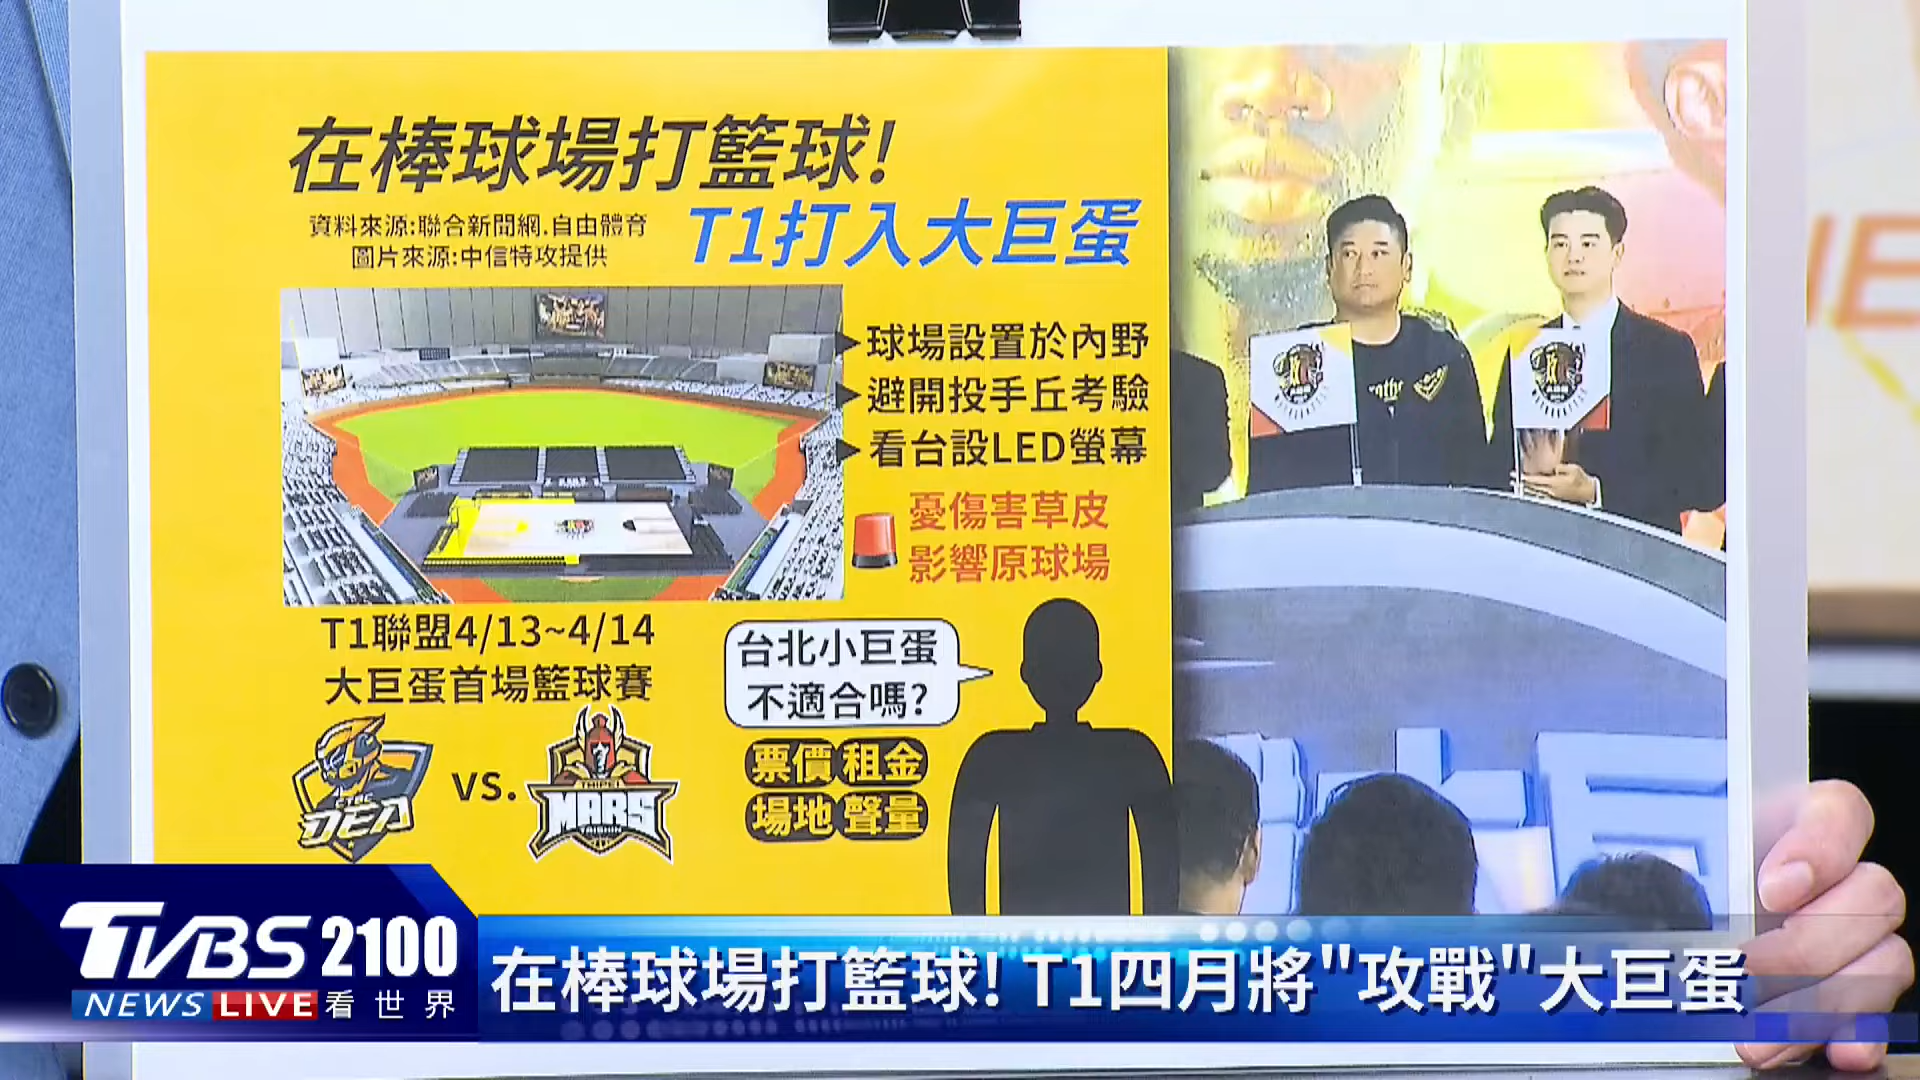 在棒球場打籃球!
T1打入大巨蛋
資料來源:聯合新聞網.自由體育
圖片來源:中信特攻提供
球場設置於內野
避開投手丘考驗
看台設LED螢幕
憂傷害草皮
影響原球場
T1聯盟4/13~4/14
大巨蛋首場籃球賽
CTBC
DEA
vs.
TAIPEI
MARS
台北小巨蛋
不適合嗎?
票價 租金
場地 聲量
TVBS 2100
NEWS LIVE 看世界
在棒球場打籃球! T1四月將"攻戰"大巨蛋